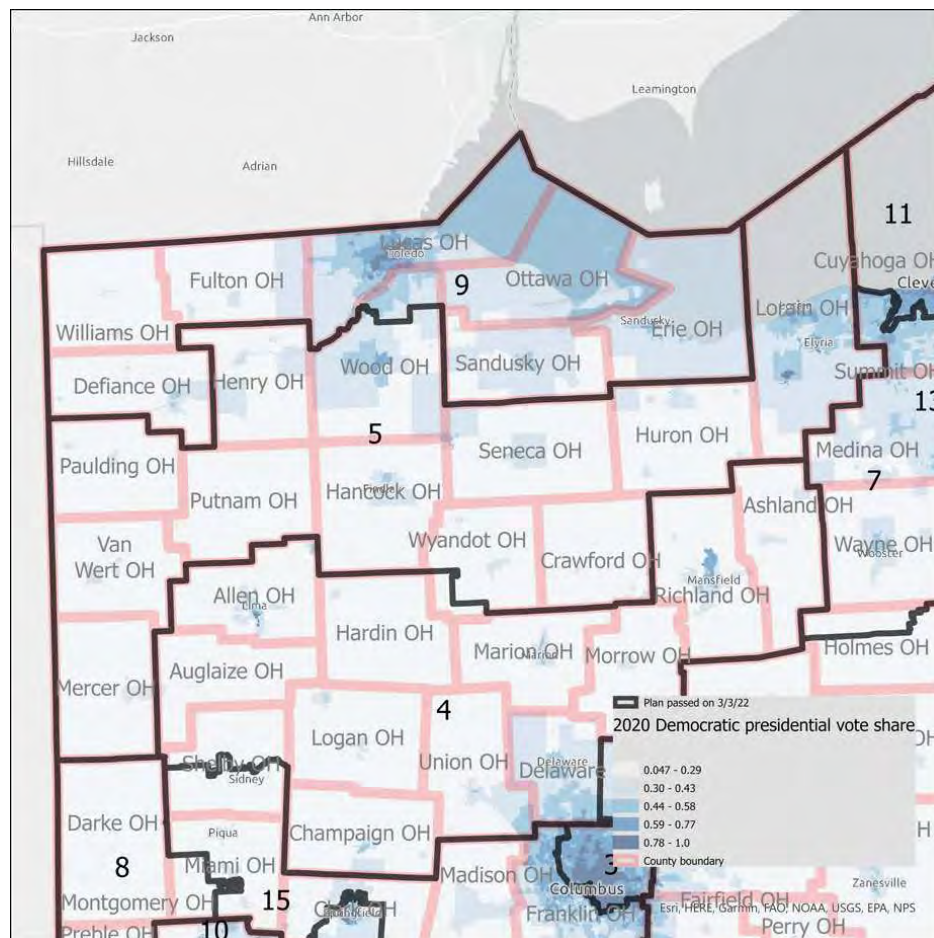 Ann Arbor
Jackson
Leamington
Hillsdale
Adrian
11
Lucas OH
Toledo
Cuyahoga OH
Cleve
Fulton OH
9
Ottawa OH
Lorain OH
Williams OH
Sandusky
Erie OH
Elyria
Wood OH
Sandusky OH
Summit OH
Defiance OH
Henry OH
13
5
Huron OH
Medina OH
Seneca OH
Paulding OH
7
Putnam OH
Hancock OH
Findlay
Ashland OH
Van
Wert OH
Wyandot OH
Crawford OH
Wayne OH
Wooster
Mansfield
Richland OH
Allen OH
Lima
Hardin OH
Marion OH
Marion
Morrow OH
Holmes OH
Auglaize OH
Mercer OH
4
Plan passed on 3/3/22
2020 Democratic presidential vote share
Logan OH
OH
Shelby OH
Sidney
Union OH
Delaware
Delaware
0.047 - 0.29
0.30 - 0.43
0.44 - 0.58
0.59 - 0.77
0.78 - 1.0
County boundary
Darke OH
Piqua
Champaign OH
H
8
Miami OH
Madison OH
3
Columbus
Zanesville
Montgomery OH
15
Clark OH
Franklin OH
Fairfield OH
Esri, HERE, Garmin, FAO, NOAA, USGS, EPA, NPS
Preble OH
10
Perry OH